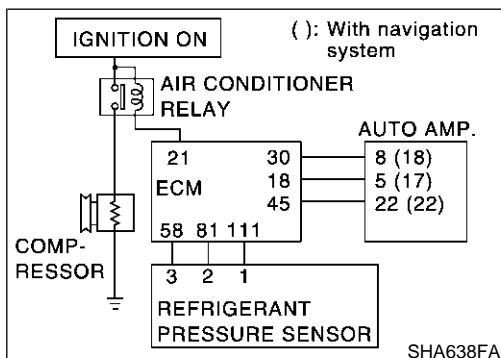 IGNITION ON
( ): With navigation
system
AIR CONDITIONER
RELAY
AUTO AMP.
21
30
8 (18)
ECM
18
5 (17)
45
22 (22)
58 81 111
COMP-
RESSOR
3 2 1
REFRIGERANT
PRESSURE SENSOR
SHA638FA